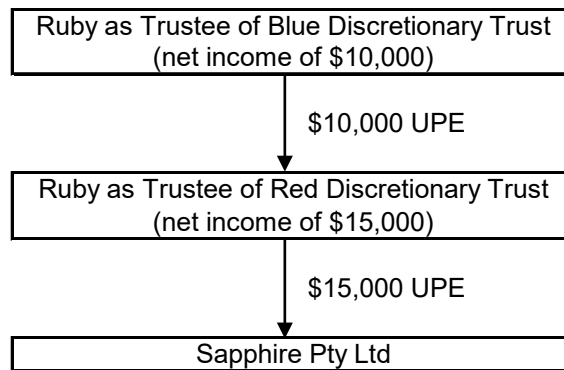 Ruby as Trustee of Blue Discretionary Trust
(net income of $10,000)
$10,000 UPE
Ruby as Trustee of Red Discretionary Trust
(net income of $15,000)
$15,000 UPE
Sapphire Pty Ltd